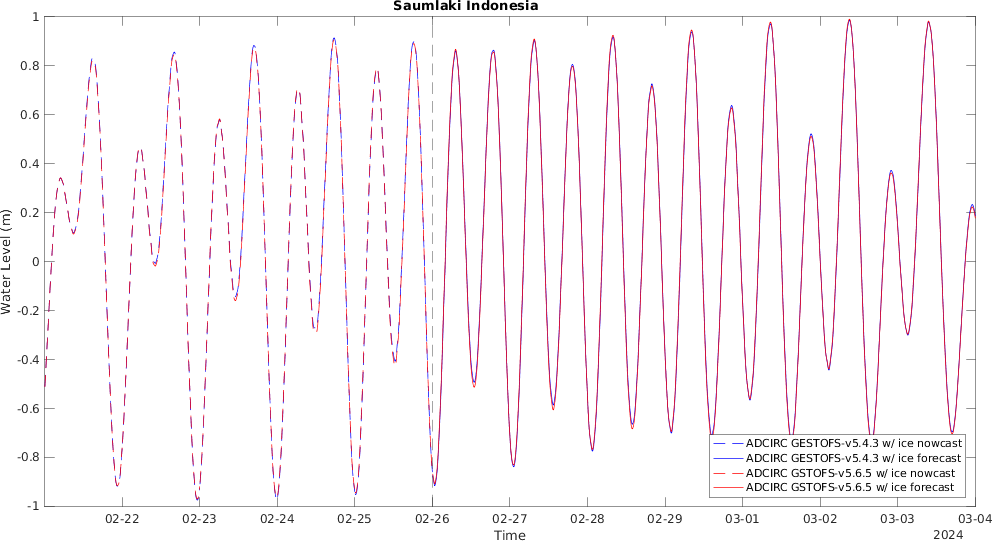 Saumlaki Indonesia
Water Level (m)
1
0.8
0.6
0.4
0.2
0
-0.2
-0.4
-0.6
-0.8
-1
ADCIRC GESTOFS-v5.4.3 w/ ice nowcast
ADCIRC GESTOFS-v5.4.3 w/ ice forecast
ADCIRC GSTOFS-v5.6.5 w/ ice nowcast
ADCIRC GSTOFS-v5.6.5 w/ ice forecast
02-22 02-23 02-24 02-25 02-26 02-27 02-28 02-29 03-01 03-02 03-03 03-04
Time
2024